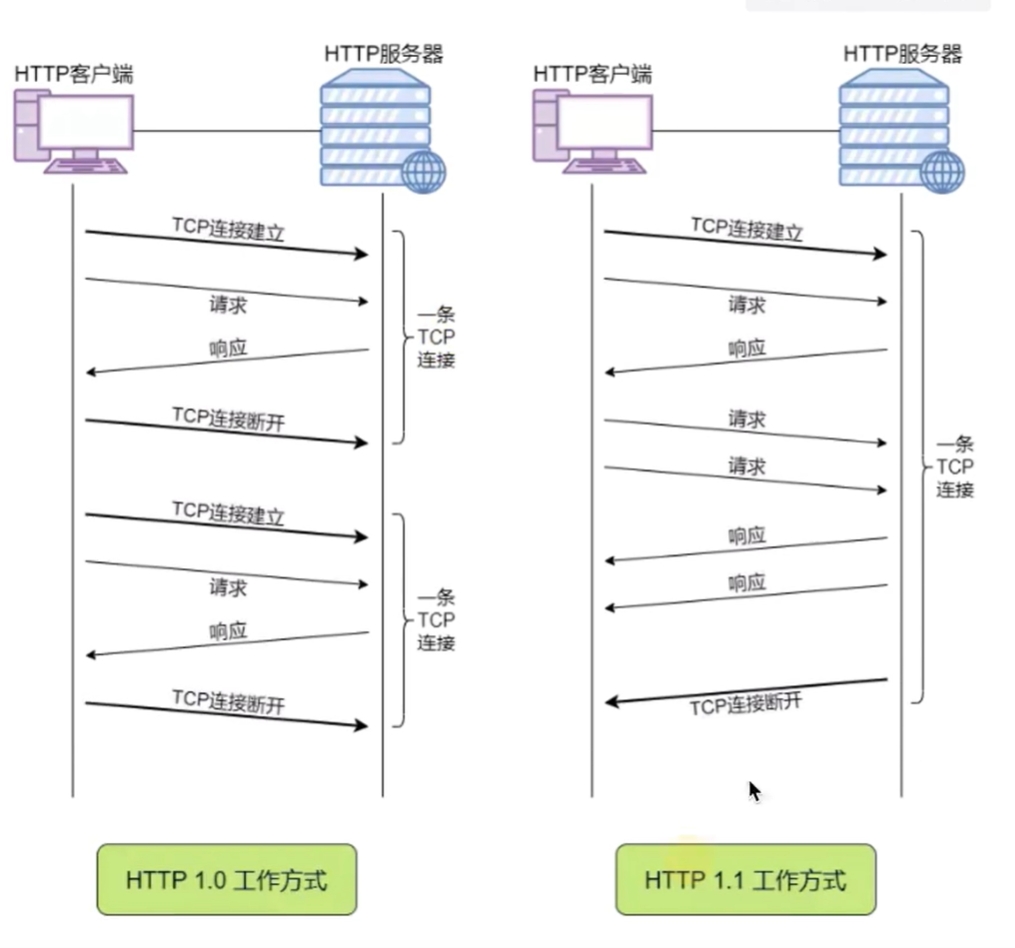 HTTP客户端
HTTP服务器
TCP连接建立
请求
响应
TCP连接断开
一条
TCP
连接
TCP连接建立
请求
响应
TCP连接断开
一条
TCP
连接
HTTP 1.0 工作方式
HTTP客户端
HTTP服务器
TCP连接建立
请求
响应
请求
请求
响应
响应
TCP连接断开
一条
TCP
连接
HTTP 1.1 工作方式